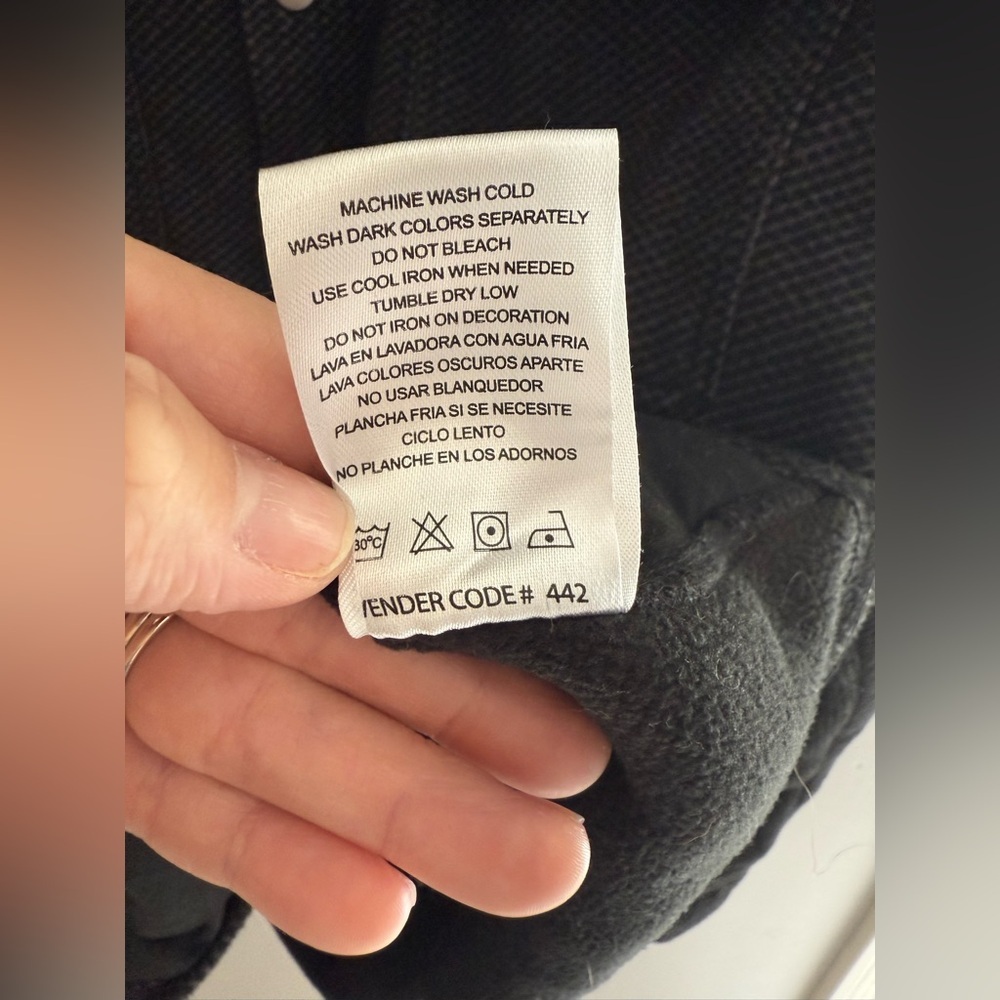 MACHINE WASH COLD
WASH DARK COLORS SEPARATELY
DO NOT BLEACH
USE COOL IRON WHEN NEEDED
TUMBLE DRY LOW
DO NOT IRON ON DECORATION
LAVA EN LAVADORA CON AGUA FRIA
LAVA COLORES OSCUROS APARTE
NO USAR BLANQUEDOR
PLANCHA FRIA SI SE NECESITE
CICLO LENTO
NO PLANCHE EN LOS ADORNOS
30°C
VENDER CODE# 442